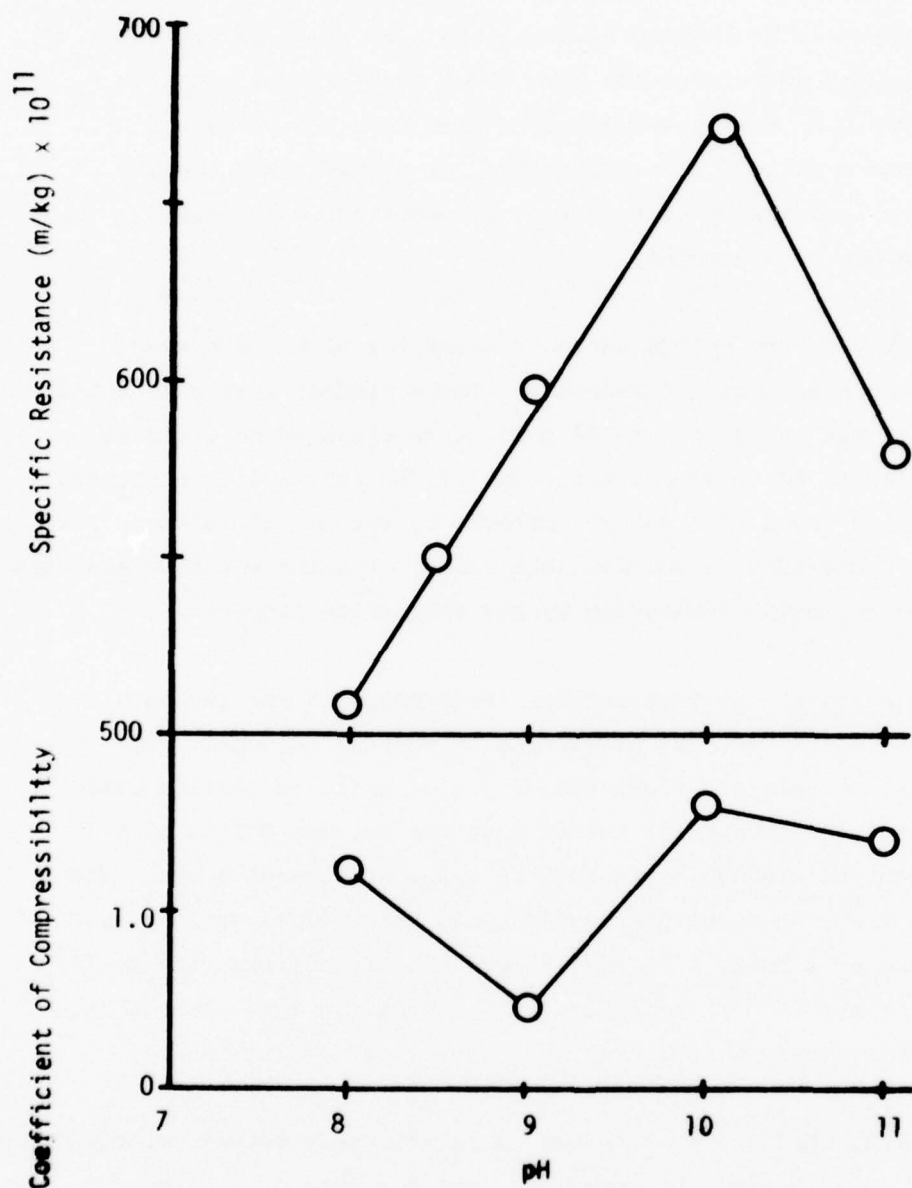 Specific Resistance (m/kg) x 10^11
700
600
500
Coefficient of Compressibility
1.0
0
7 8 9 10 11
pH